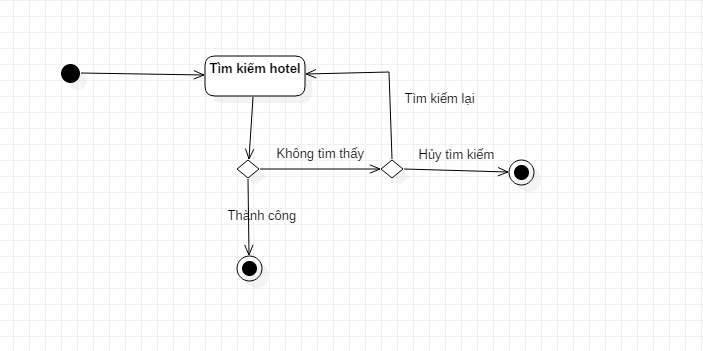 Tìm kiếm hotel
Tìm kiếm lại
Không tìm thấy
Hủy tìm kiếm
Thành công